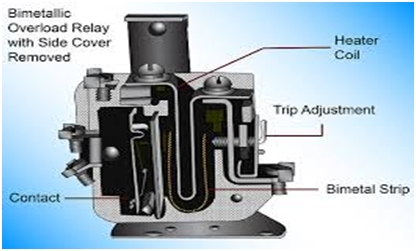 Bimetallic
Overload Relay
with Side Cover
Removed
Heater
Coil
Trip Adjustment
Contact
Bimetal Strip